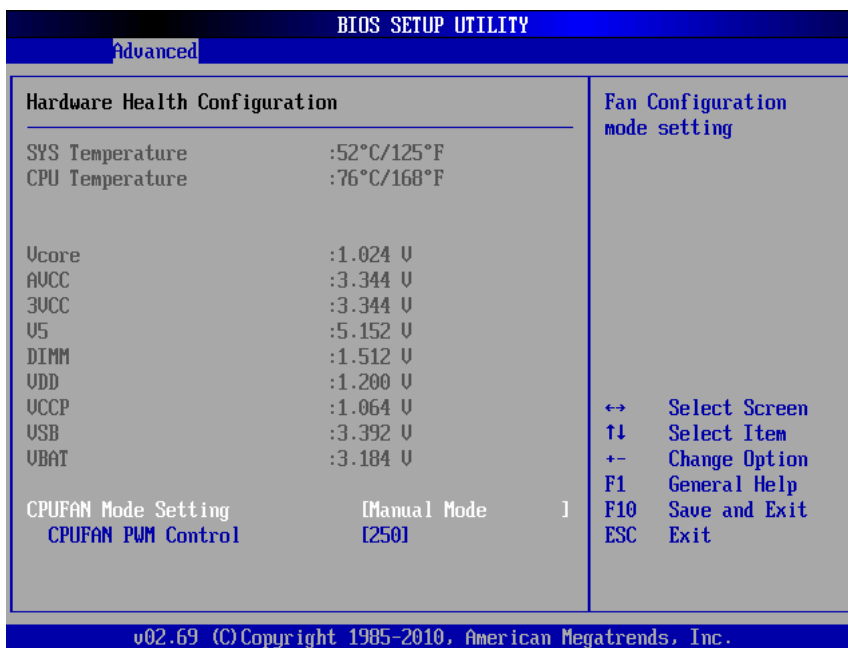 BIOS SETUP UTILITY
Advanced
Hardware Health Configuration
SYS Temperature :52°C/125°F
CPU Temperature :76°C/168°F
Vcore :1.024 V
AVCC :3.344 V
3VCC :3.344 V
V5 :5.152 V
DIMM :1.512 V
VDD :1.200 V
VCCP :1.064 V
VSB :3.392 V
VBAT :3.184 V
CPUFAN Mode Setting [Manual Mode ]
CPUFAN PWM Control [250]
Fan Configuration
mode setting
↔ Select Screen
↑↓ Select Item
+- Change Option
F1 General Help
F10 Save and Exit
ESC Exit
v02.69 (C)Copyright 1985-2010, American Megatrends, Inc.